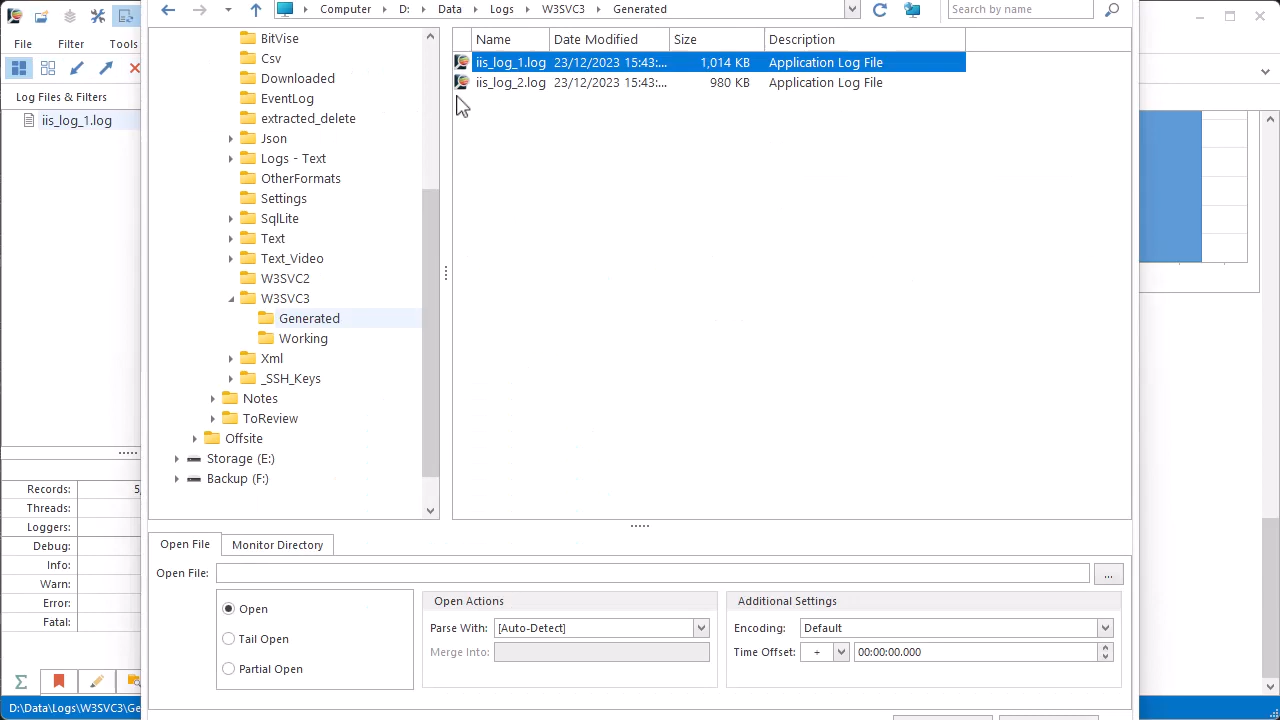 Computer D: Data Logs W3SVC3 Generated
Search by name
File Filter Tools
Log Files & Filters
iis_log_1.log
BitVise
Csv
Downloaded
EventLog
extracted_delete
Json
Logs - Text
OtherFormats
Settings
SqlLite
Text
Text_Video
W3SVC2
W3SVC3
Generated
Working
Xml
_SSH_Keys
Notes
ToReview
Offsite
Storage (E:)
Backup (F:)
Name Date Modified Size Description
iis_log_1.log 23/12/2023 15:43:... 1,014 KB Application Log File
iis_log_2.log 23/12/2023 15:43:... 980 KB Application Log File
Records: 5,
Threads:
Loggers:
Debug:
Info:
Warn:
Error:
Fatal:
Open File Monitor Directory
Open File: ...
Open
Tail Open
Partial Open
Open Actions
Parse With: [Auto-Detect]
Merge Into:
Additional Settings
Encoding: Default
Time Offset: + 00:00:00.000
D:\Data\Logs\W3SVC3\Ge